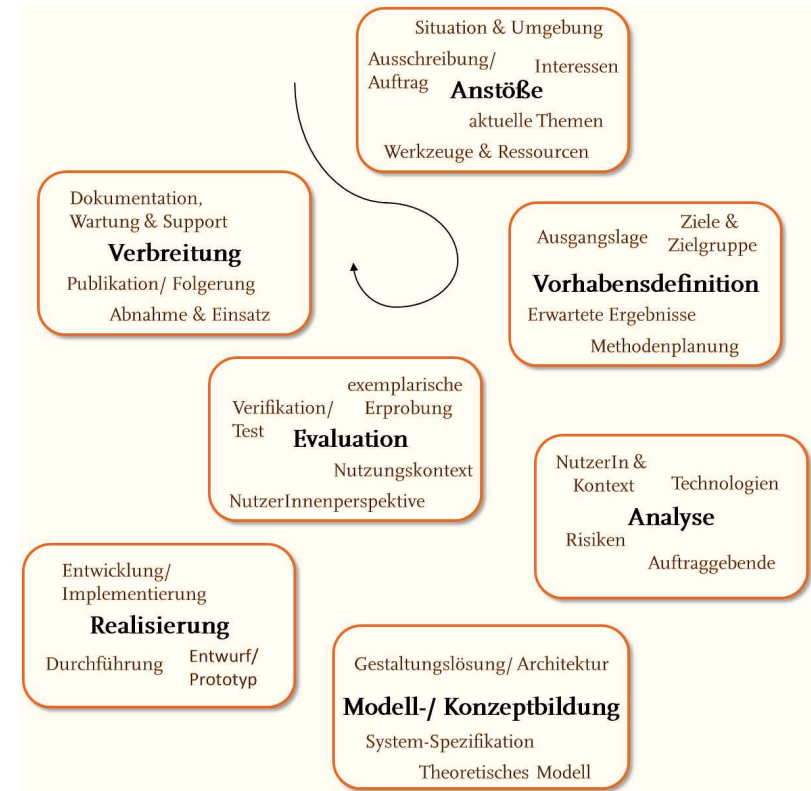 Situation & Umgebung
Ausschreibung/
Auftrag
Interessen
Anstöße
aktuelle Themen
Werkzeuge & Ressourcen
Dokumentation,
Wartung & Support
Verbreitung
Publikation/ Folgerung
Abnahme & Einsatz
Ausgangslage
Ziele &
Zielgruppe
Vorhabensdefinition
Erwartete Ergebnisse
Methodenplanung
exemplarische
Erprobung
Verifikation/
Test
Evaluation
Nutzungskontext
NutzerInnenperspektive
NutzerIn &
Kontext
Technologien
Analyse
Risiken
Auftraggebende
Entwicklung/
Implementierung
Realisierung
Durchführung
Entwurf/
Prototyp
Gestaltungslösung/ Architektur
Modell-/ Konzeptbildung
System-Spezifikation
Theoretisches Modell